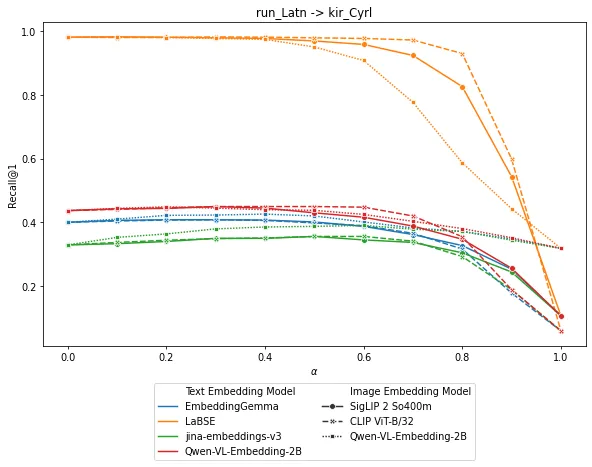 run_Latn -> kir_Cyrl
Recall@1
1.0
0.8
0.6
0.4
0.2
0.0 0.2 0.4 0.6 0.8 1.0
α
Text Embedding Model
EmbeddingGemma
LaBSE
jina-embeddings-v3
Qwen-VL-Embedding-2B
Image Embedding Model
SigLIP 2 So400m
CLIP ViT-B/32
Qwen-VL-Embedding-2B